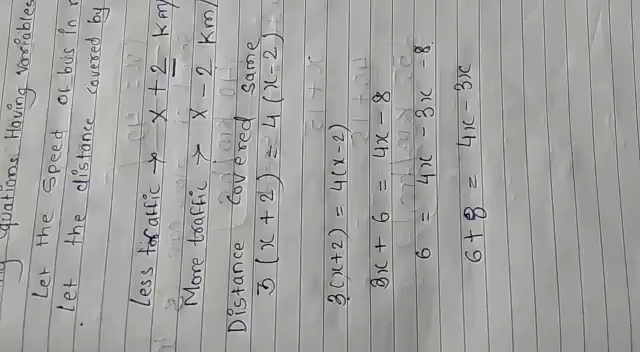 equations Having variables
Let the speed of bus in
Let the distance covered by
Less traffic → x + 2 km/
More traffic → x - 2 km/
Distance covered same
3 (x + 2) = 4 (x - 2)
3(x+2) = 4(x-2)
3x + 6 = 4x - 8
6 = 4x - 3x - 8
6 + 8 = 4x - 3x